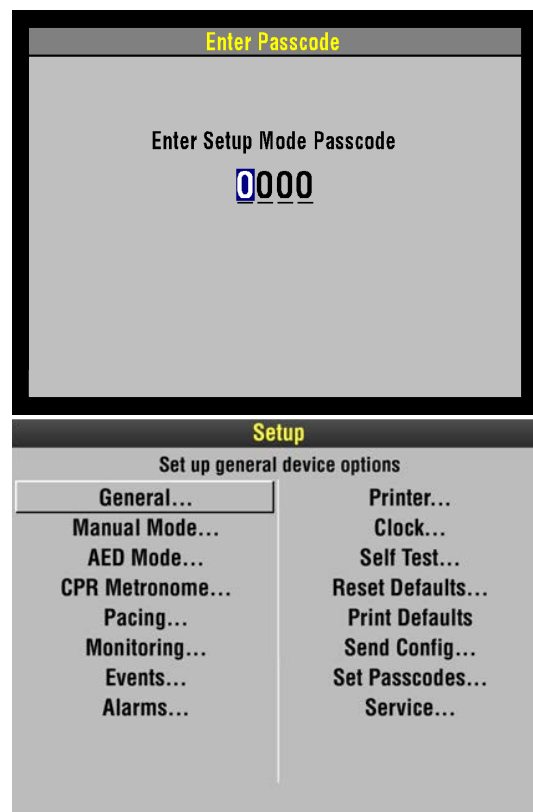 Enter Passcode
Enter Setup Mode Passcode
0000
Setup
Set up general device options
General...
Manual Mode...
AED Mode...
CPR Metronome...
Pacing...
Monitoring...
Events...
Alarms...
Printer...
Clock...
Self Test...
Reset Defaults...
Print Defaults
Send Config...
Set Passcodes...
Service...